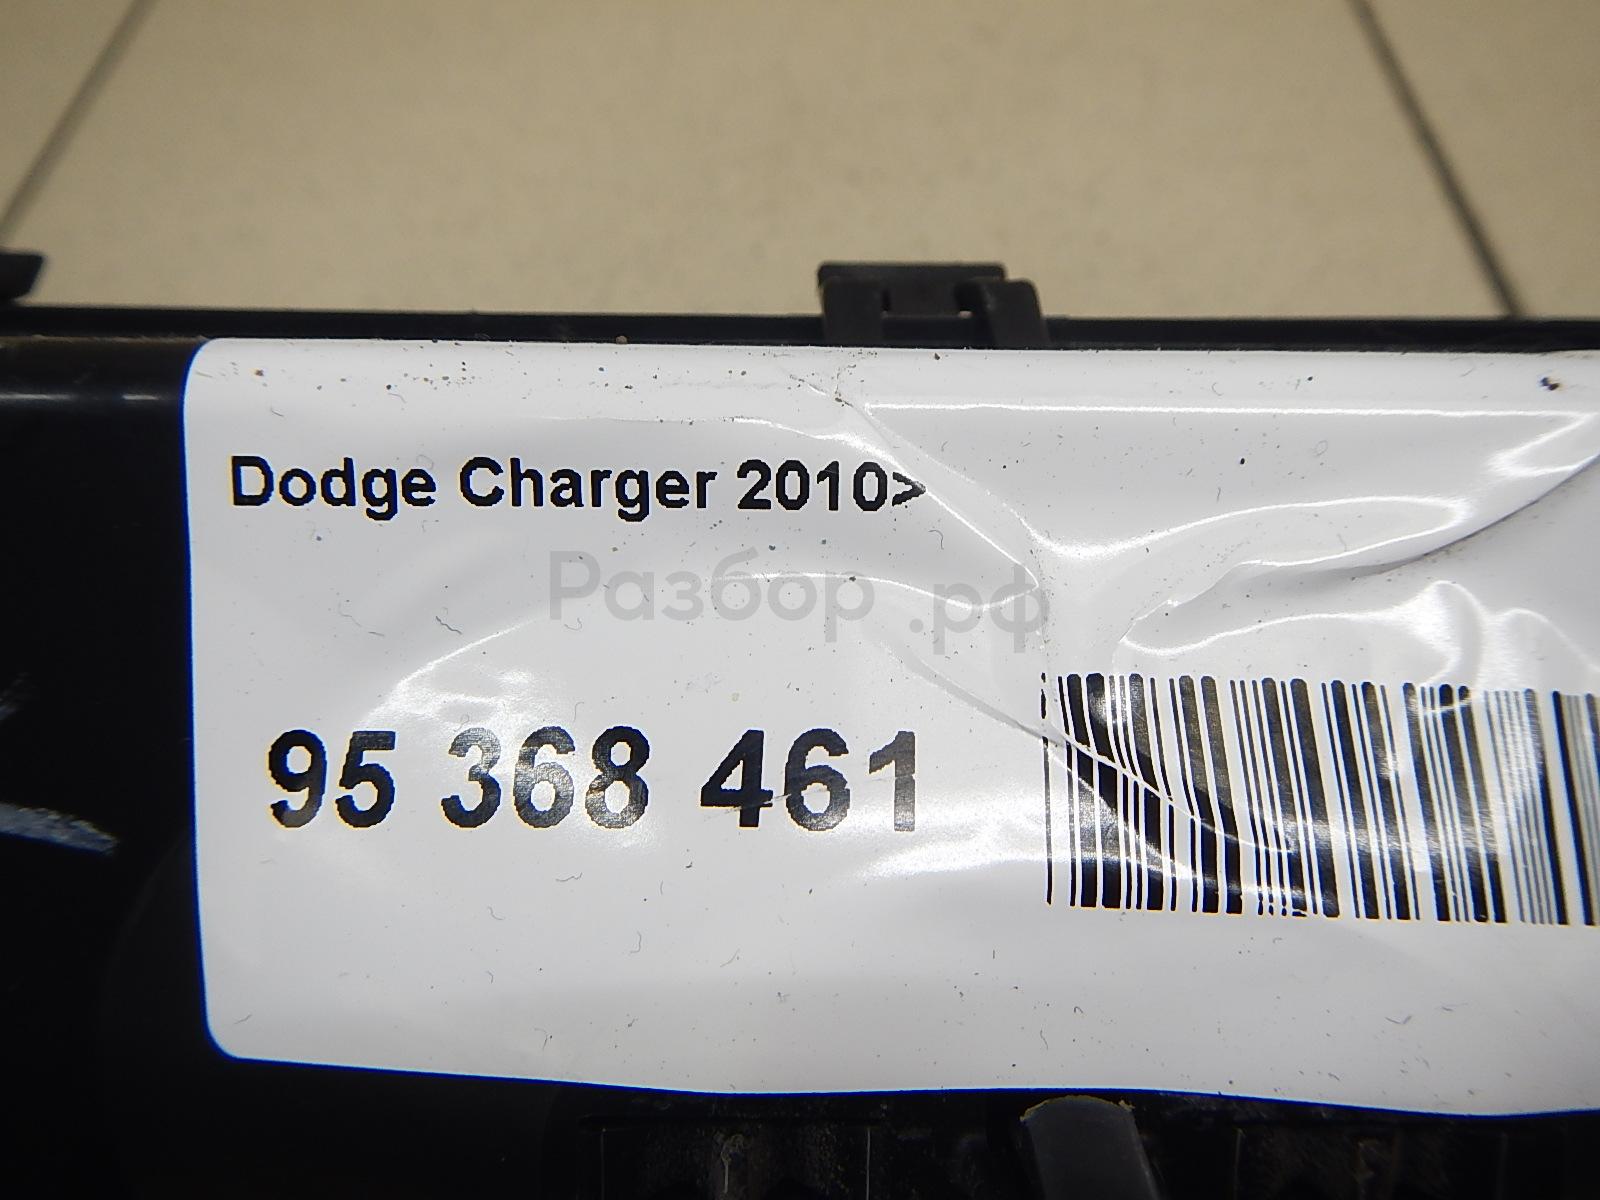 Dodge Charger 2010>
Разбор.рф
95 368 461